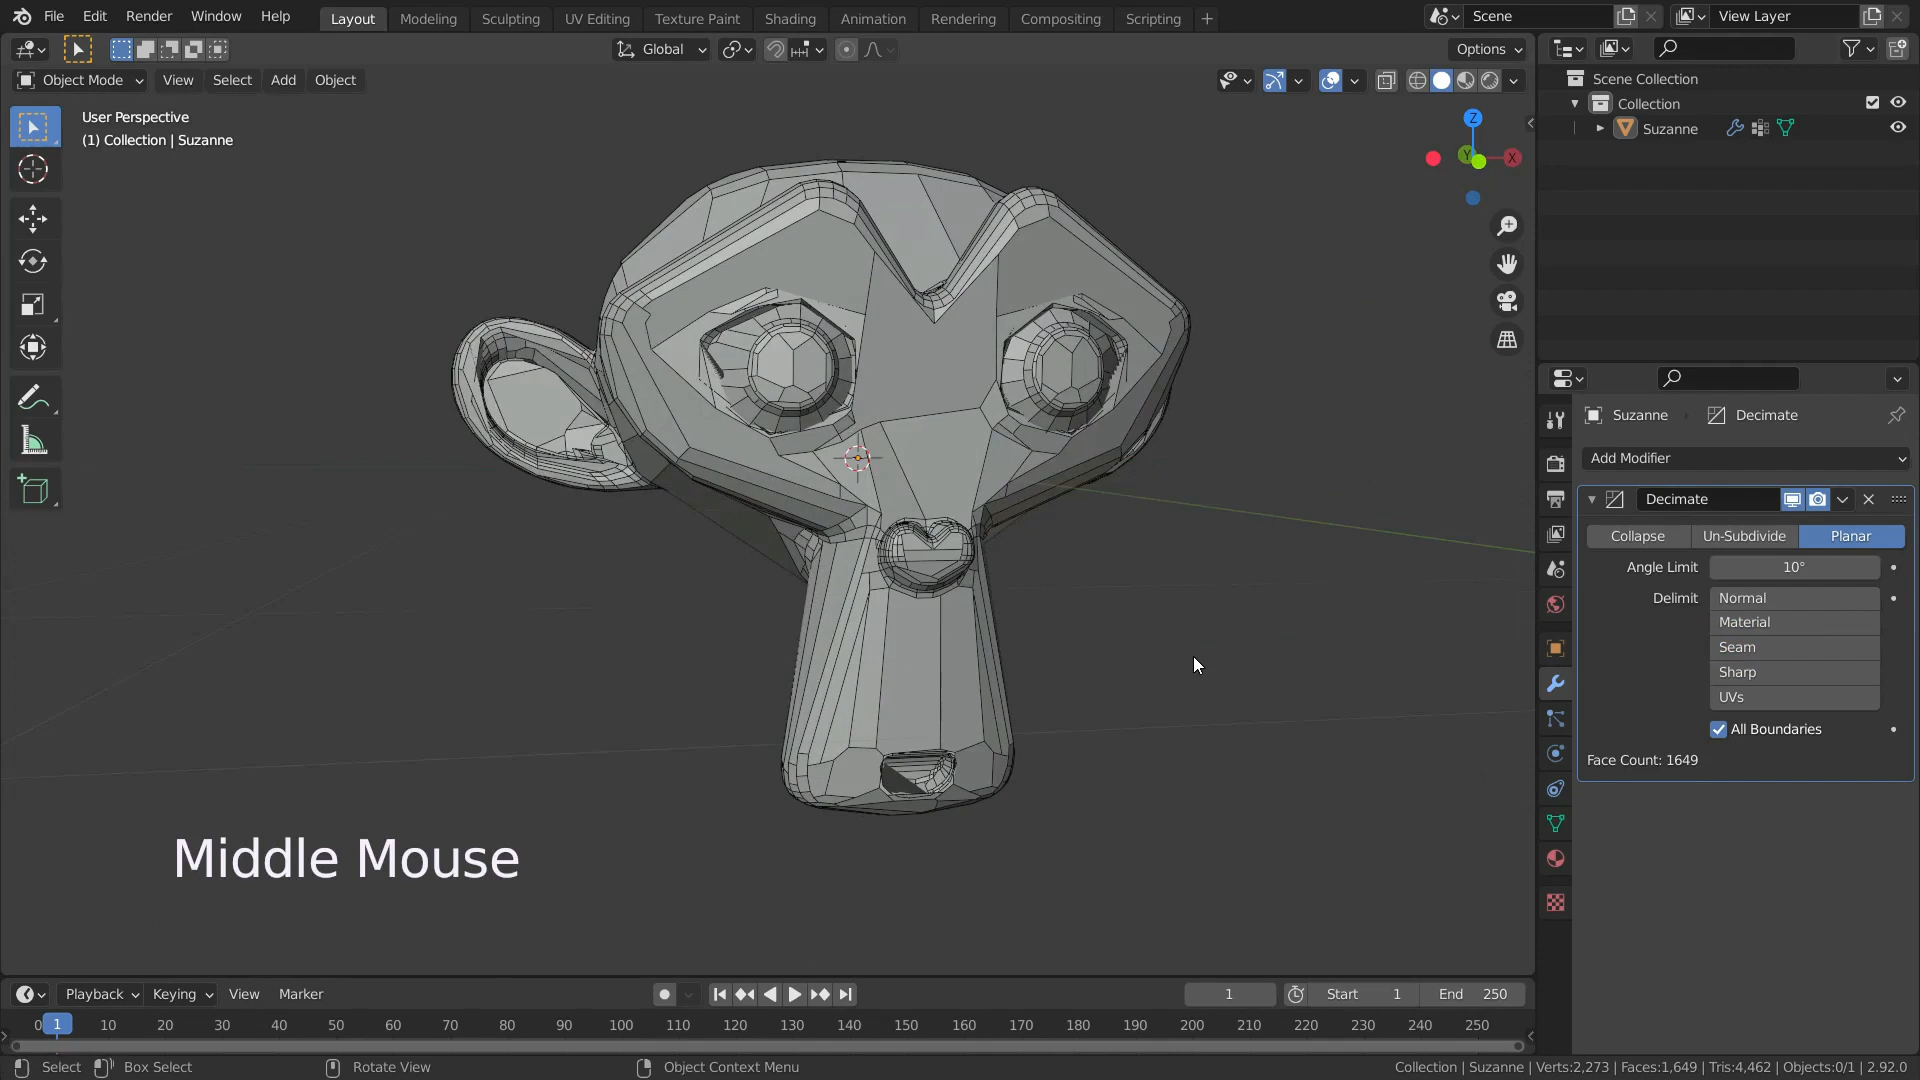 File Edit Render Window Help Layout Modeling Sculpting UV Editing Texture Paint Shading Animation Rendering Compositing Scripting + Scene View Layer
Global Options
Object Mode View Select Add Object
User Perspective
(1) Collection | Suzanne
Z
Y
X
Scene Collection
Collection
Suzanne
Suzanne Decimate
Add Modifier
Decimate
Collapse Un-Subdivide Planar
Angle Limit 10°
Delimit Normal
Material
Seam
Sharp
UVs
All Boundaries
Face Count: 1649
Middle Mouse
Playback Keying View Marker 1 Start 1 End 250
0 1 10 20 30 40 50 60 70 80 90 100 110 120 130 140 150 160 170 180 190 200 210 220 230 240 250
Select Box Select Rotate View Object Context Menu Collection | Suzanne | Verts:2,273 | Faces:1,649 | Tris:4,462 | Objects:0/1 | 2.92.0